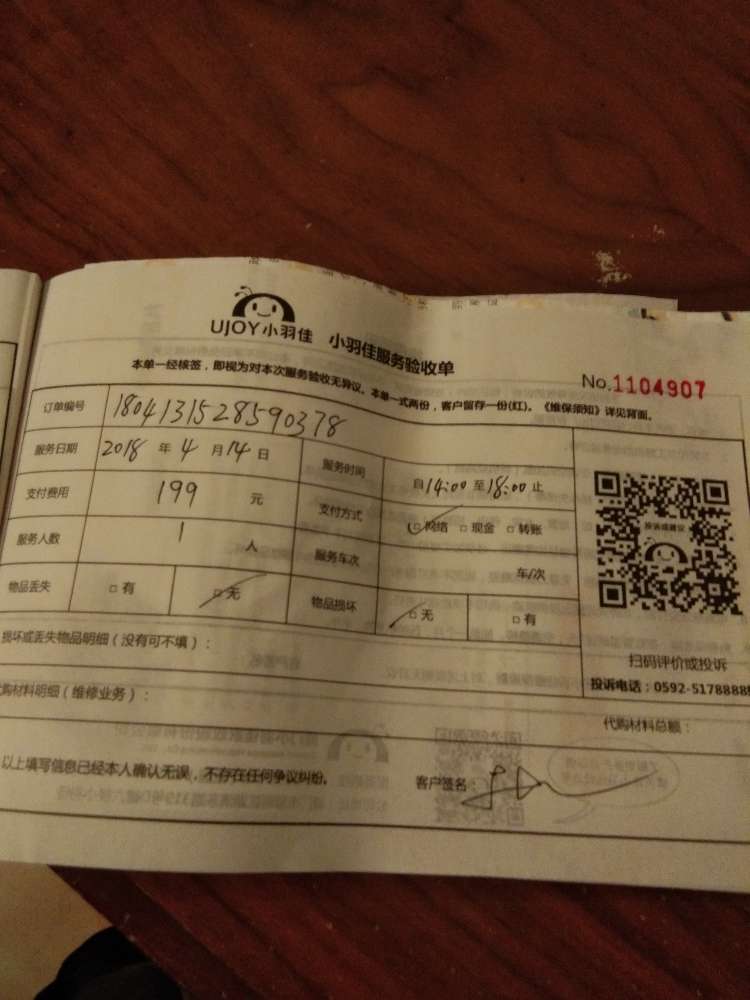 UJOY小羽佳 小羽佳服务验收单
No.1104907
本单一经核签，即视为对本次服务验收无异议。本单一式两份，客户留存一份(红)。《维保须知》详见背面。
订单编号 1804131528590378
服务日期 2018 年 4 月 14 日 服务时间 自 14:00 至 18:00 止
支付费用 199 元 支付方式 □网络 □现金 □转账
服务人数 1 人 服务车次 车/次
物品丢失 □有 □无 物品损坏 □无 □有
投诉或建议
扫码评价或投诉
投诉电话：0592-5178888
损坏或丢失物品明细（没有可不填）：
代购材料明细（维修业务）：
代购材料总额：
以上填写信息已经本人确认无误，不存在任何争议纠纷。 客户签名：